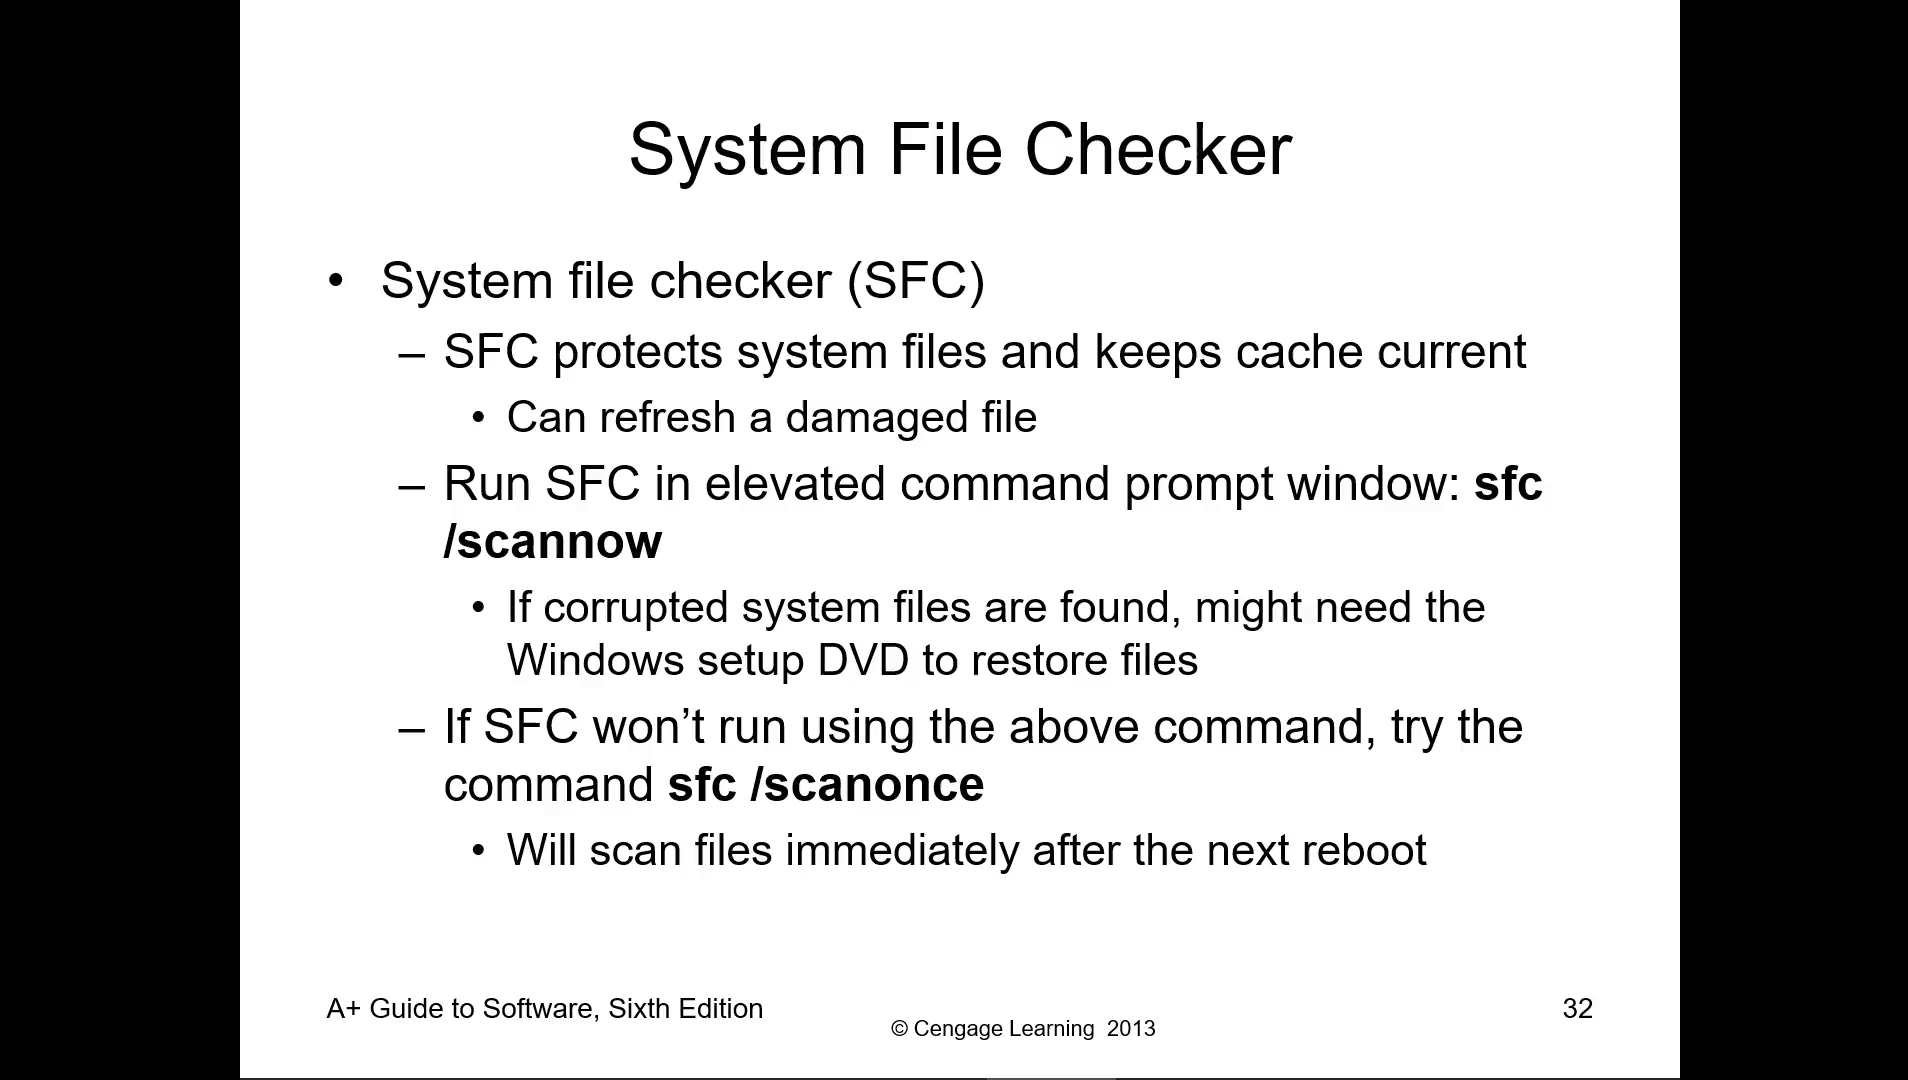 System File Checker
• System file checker (SFC)
– SFC protects system files and keeps cache current
• Can refresh a damaged file
– Run SFC in elevated command prompt window: sfc
/scannow
• If corrupted system files are found, might need the
Windows setup DVD to restore files
– If SFC won’t run using the above command, try the
command sfc /scanonce
• Will scan files immediately after the next reboot
A+ Guide to Software, Sixth Edition
© Cengage Learning 2013
32